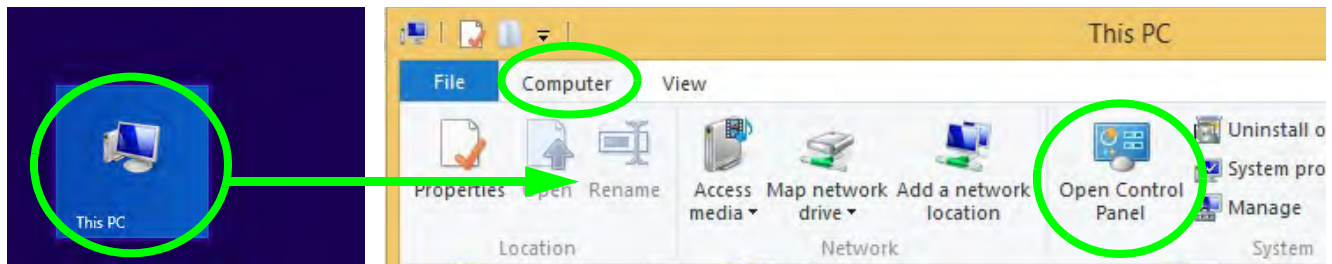 This PC
This PC
File Computer View
Properties Open Rename Access media Map network drive Add a network location Open Control Panel Uninstall o
System pro
Manage
Location Network System